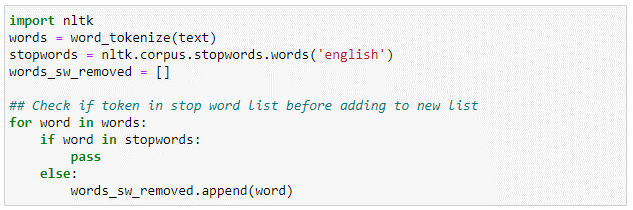 import nltk
words = word_tokenize(text)
stopwords = nltk.corpus.stopwords.words('english')
words_sw_removed = []

## Check if token in stop word list before adding to new list
for word in words:
    if word in stopwords:
        pass
    else:
        words_sw_removed.append(word)